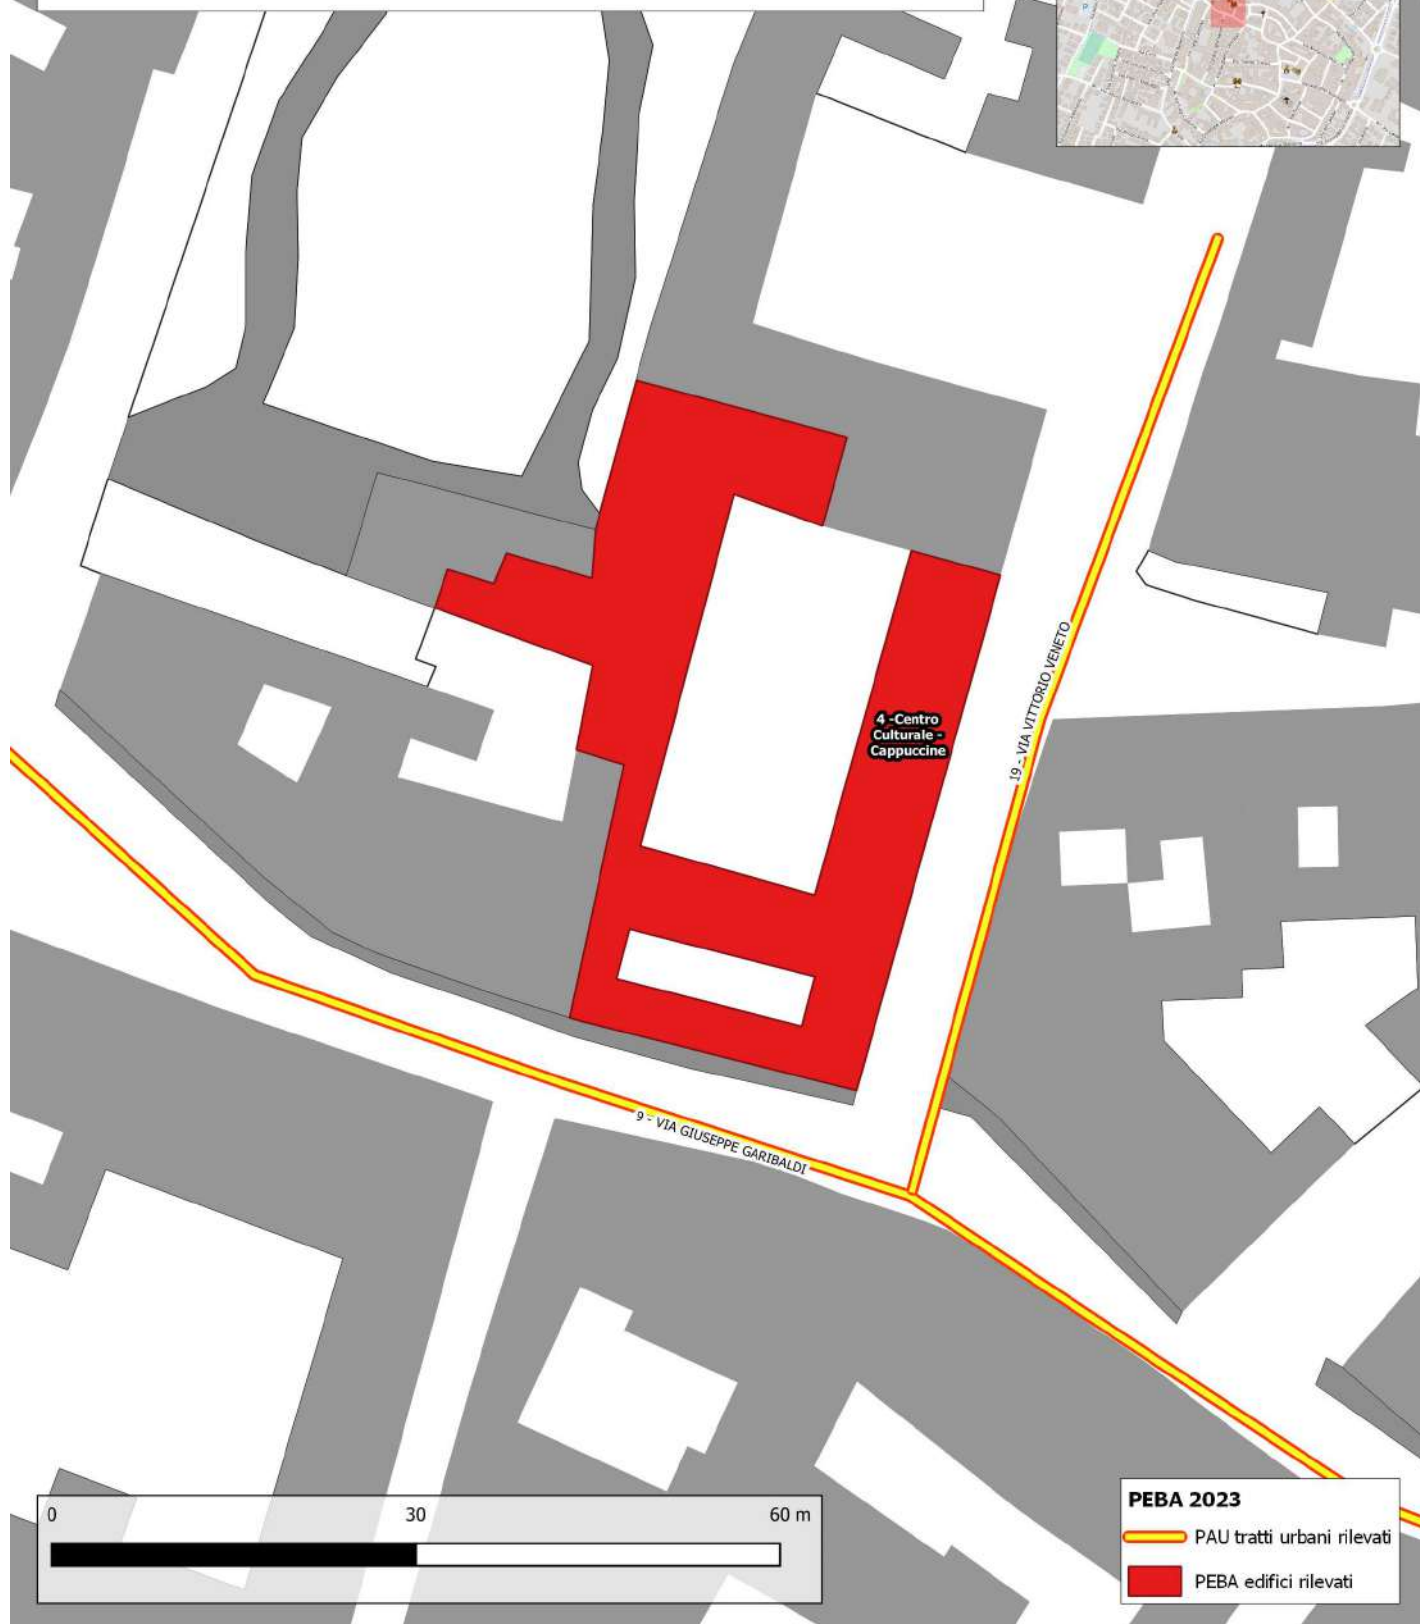 P
4 -Centro
Culturale -
Cappuccine
19 - VIA VITTORIO VENETO
9 - VIA GIUSEPPE GARIBALDI
0 30 60 m
PEBA 2023
PAU tratti urbani rilevati
PEBA edifici rilevati